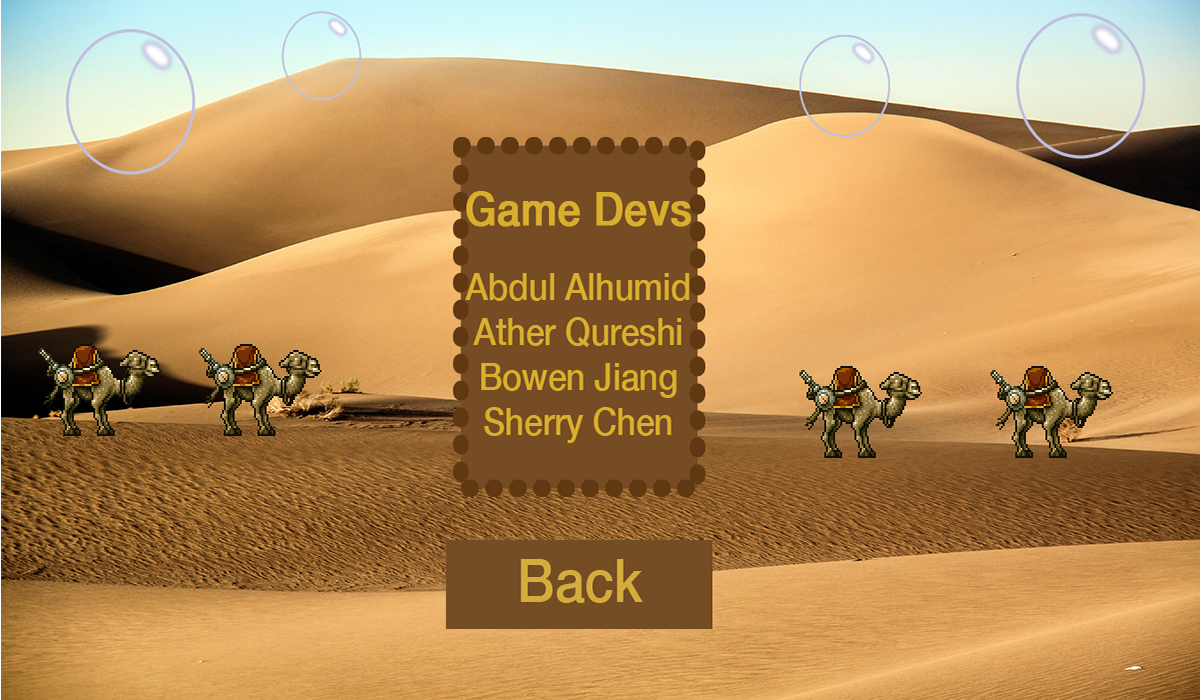 Game Devs
Abdul Alhumid
Ather Qureshi
Bowen Jiang
Sherry Chen
Back